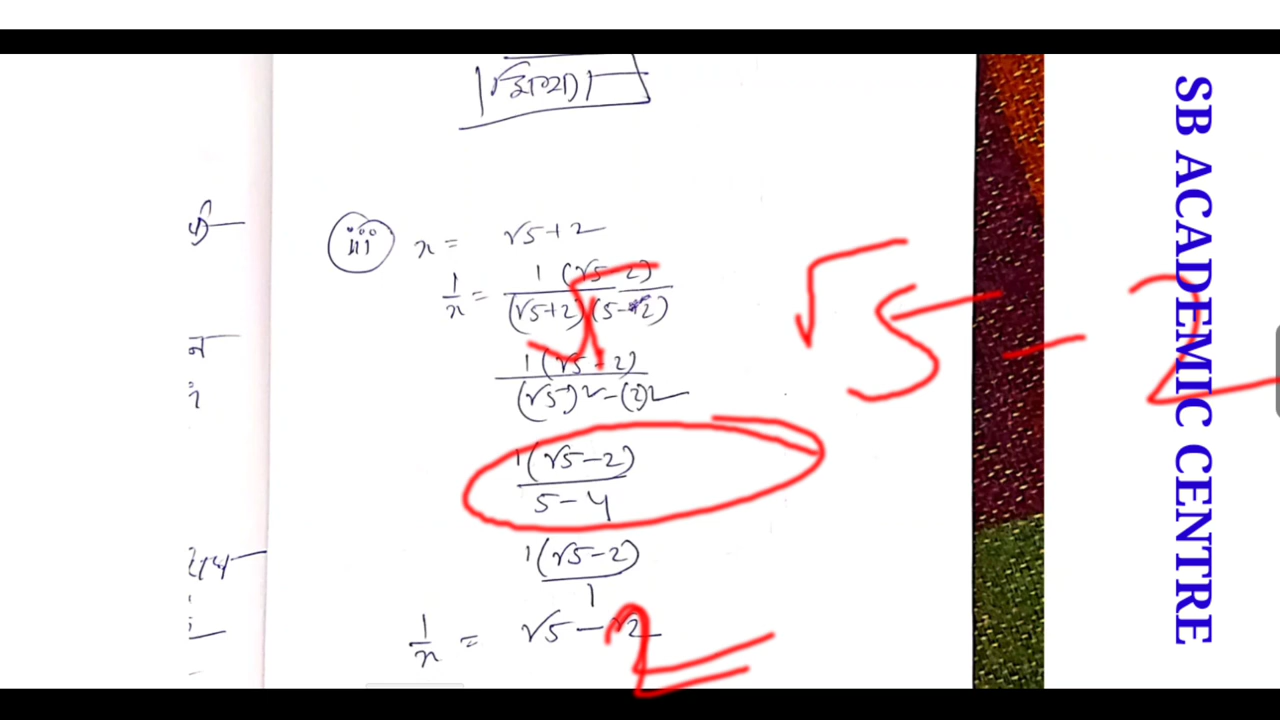 iii x = √5+2
1/x = 1(√5-2)/(√5+2)(5-2)
1(√5-2)/(√5)2-(2)2
1(√5-2)/5-4
1(√5-2)/1
1/x = √5-√2
2
√5-2
SB ACADEMIC CENTRE